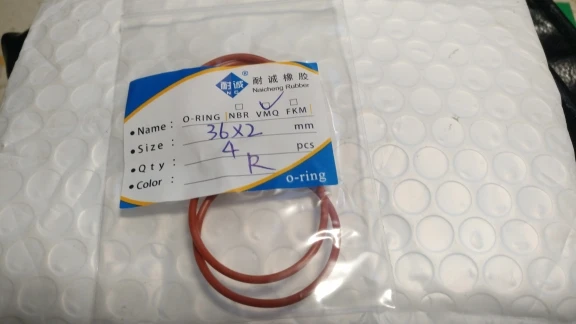 耐诚®
NC
耐诚橡胶
Naicheng Rubber
• Name: O-RING □ NBR ☑ VMQ □ FKM
• Size: 36X2 mm
• Qty: 4 pcs
• Color: R
o-ring